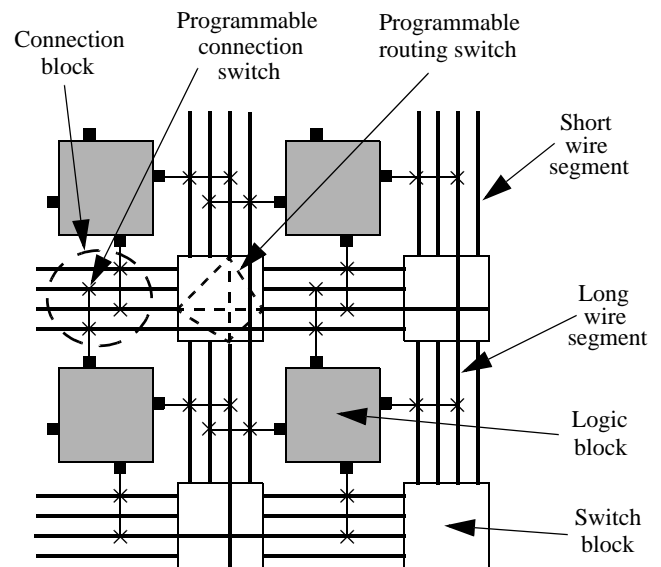 Programmable
connection
switch
Programmable
routing switch
Connection
block
Short
wire
segment
Long
wire
segment
Logic
block
Switch
block